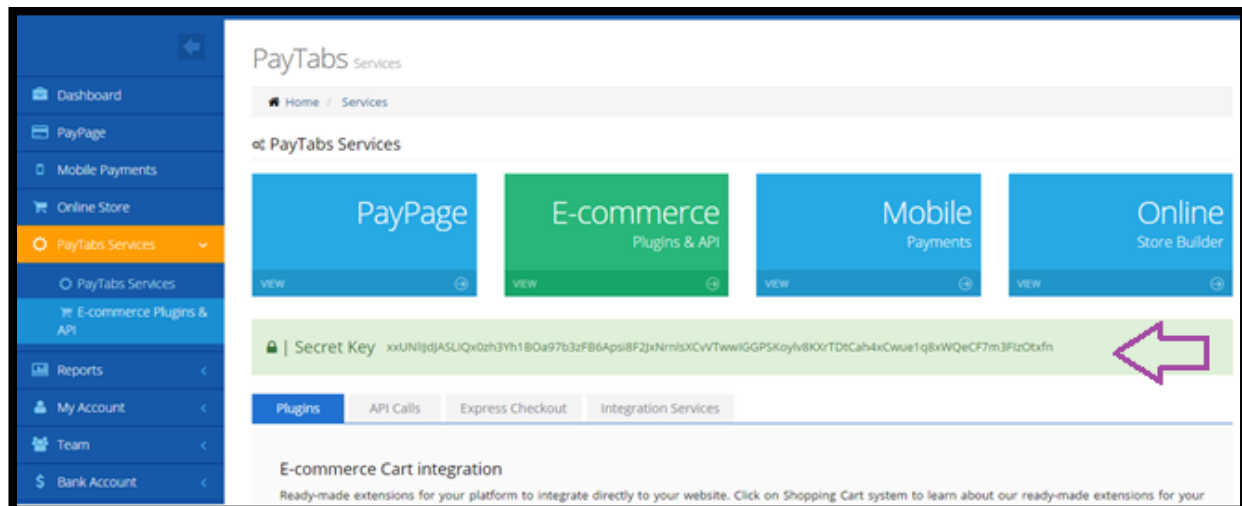 PayTabs Services
Home / Services
PayTabs Services
Dashboard
PayPage
Mobile Payments
Online Store
PayTabs Services
PayTabs Services
E-commerce Plugins &
API
Reports
My Account
Team
$ Bank Account
PayPage
VIEW
E-commerce
Plugins & API
VIEW
Mobile
Payments
VIEW
Online
Store Builder
VIEW
| Secret Key
Plugins
API Calls
Express Checkout
Integration Services
E-commerce Cart integration
Ready-made extensions for your platform to integrate directly to your website. Click on Shopping Cart system to learn about our ready-made extensions for your